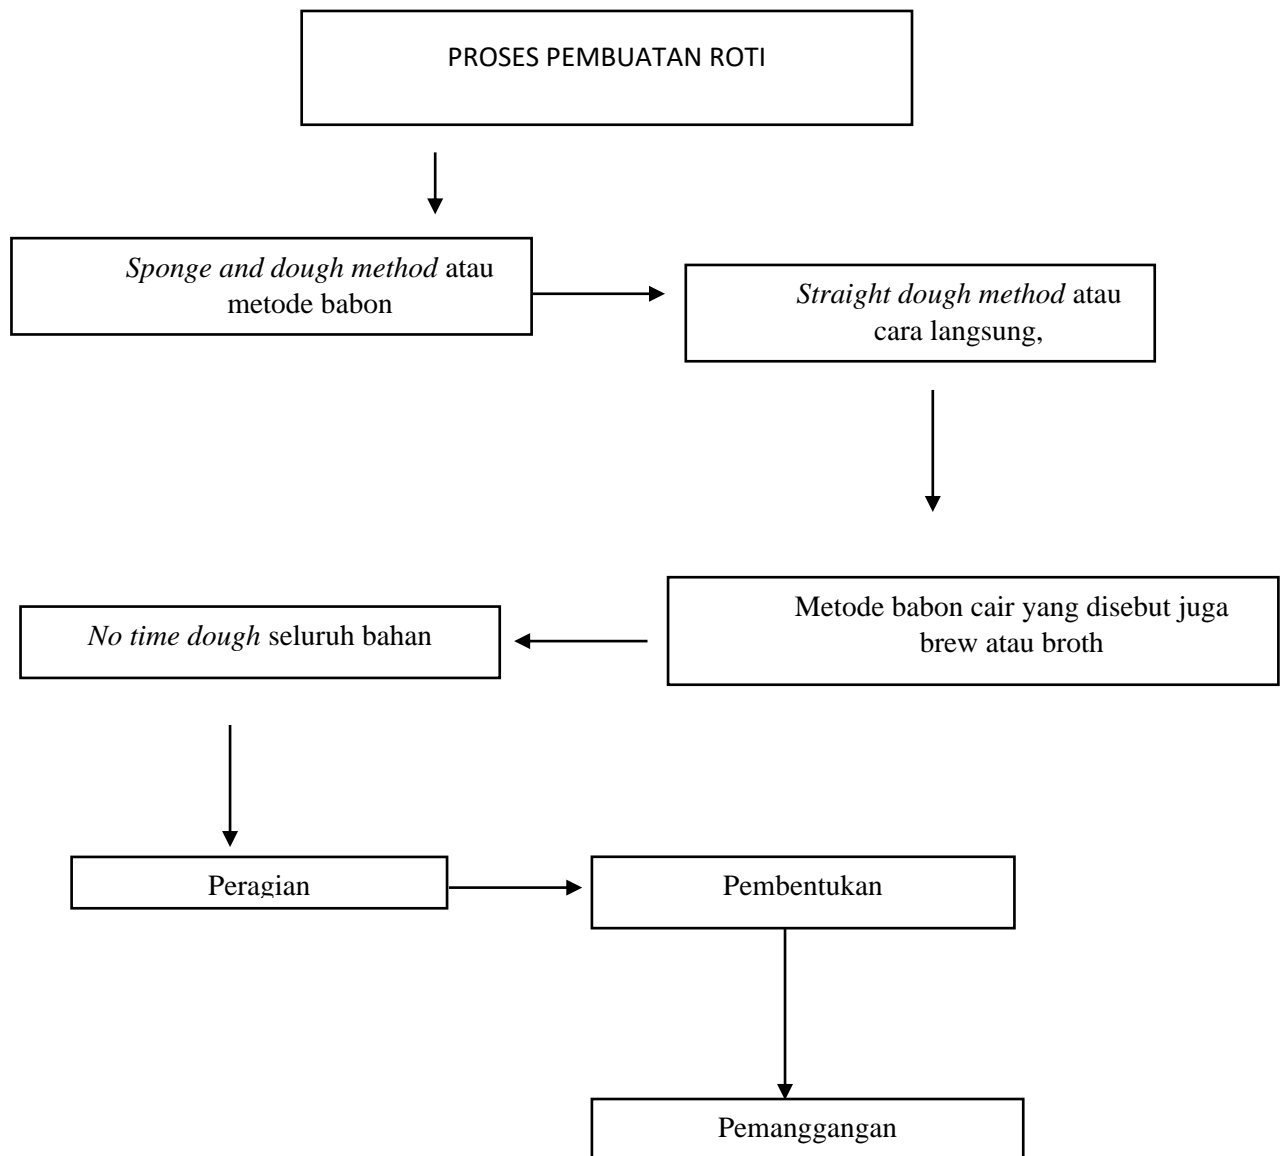 PROSES PEMBUATAN ROTI
Sponge and dough method atau
metode babon
Straight dough method atau
cara langsung,
Metode babon cair yang disebut juga
brew atau broth
No time dough seluruh bahan
Peragian
Pembentukan
Pemanggangan